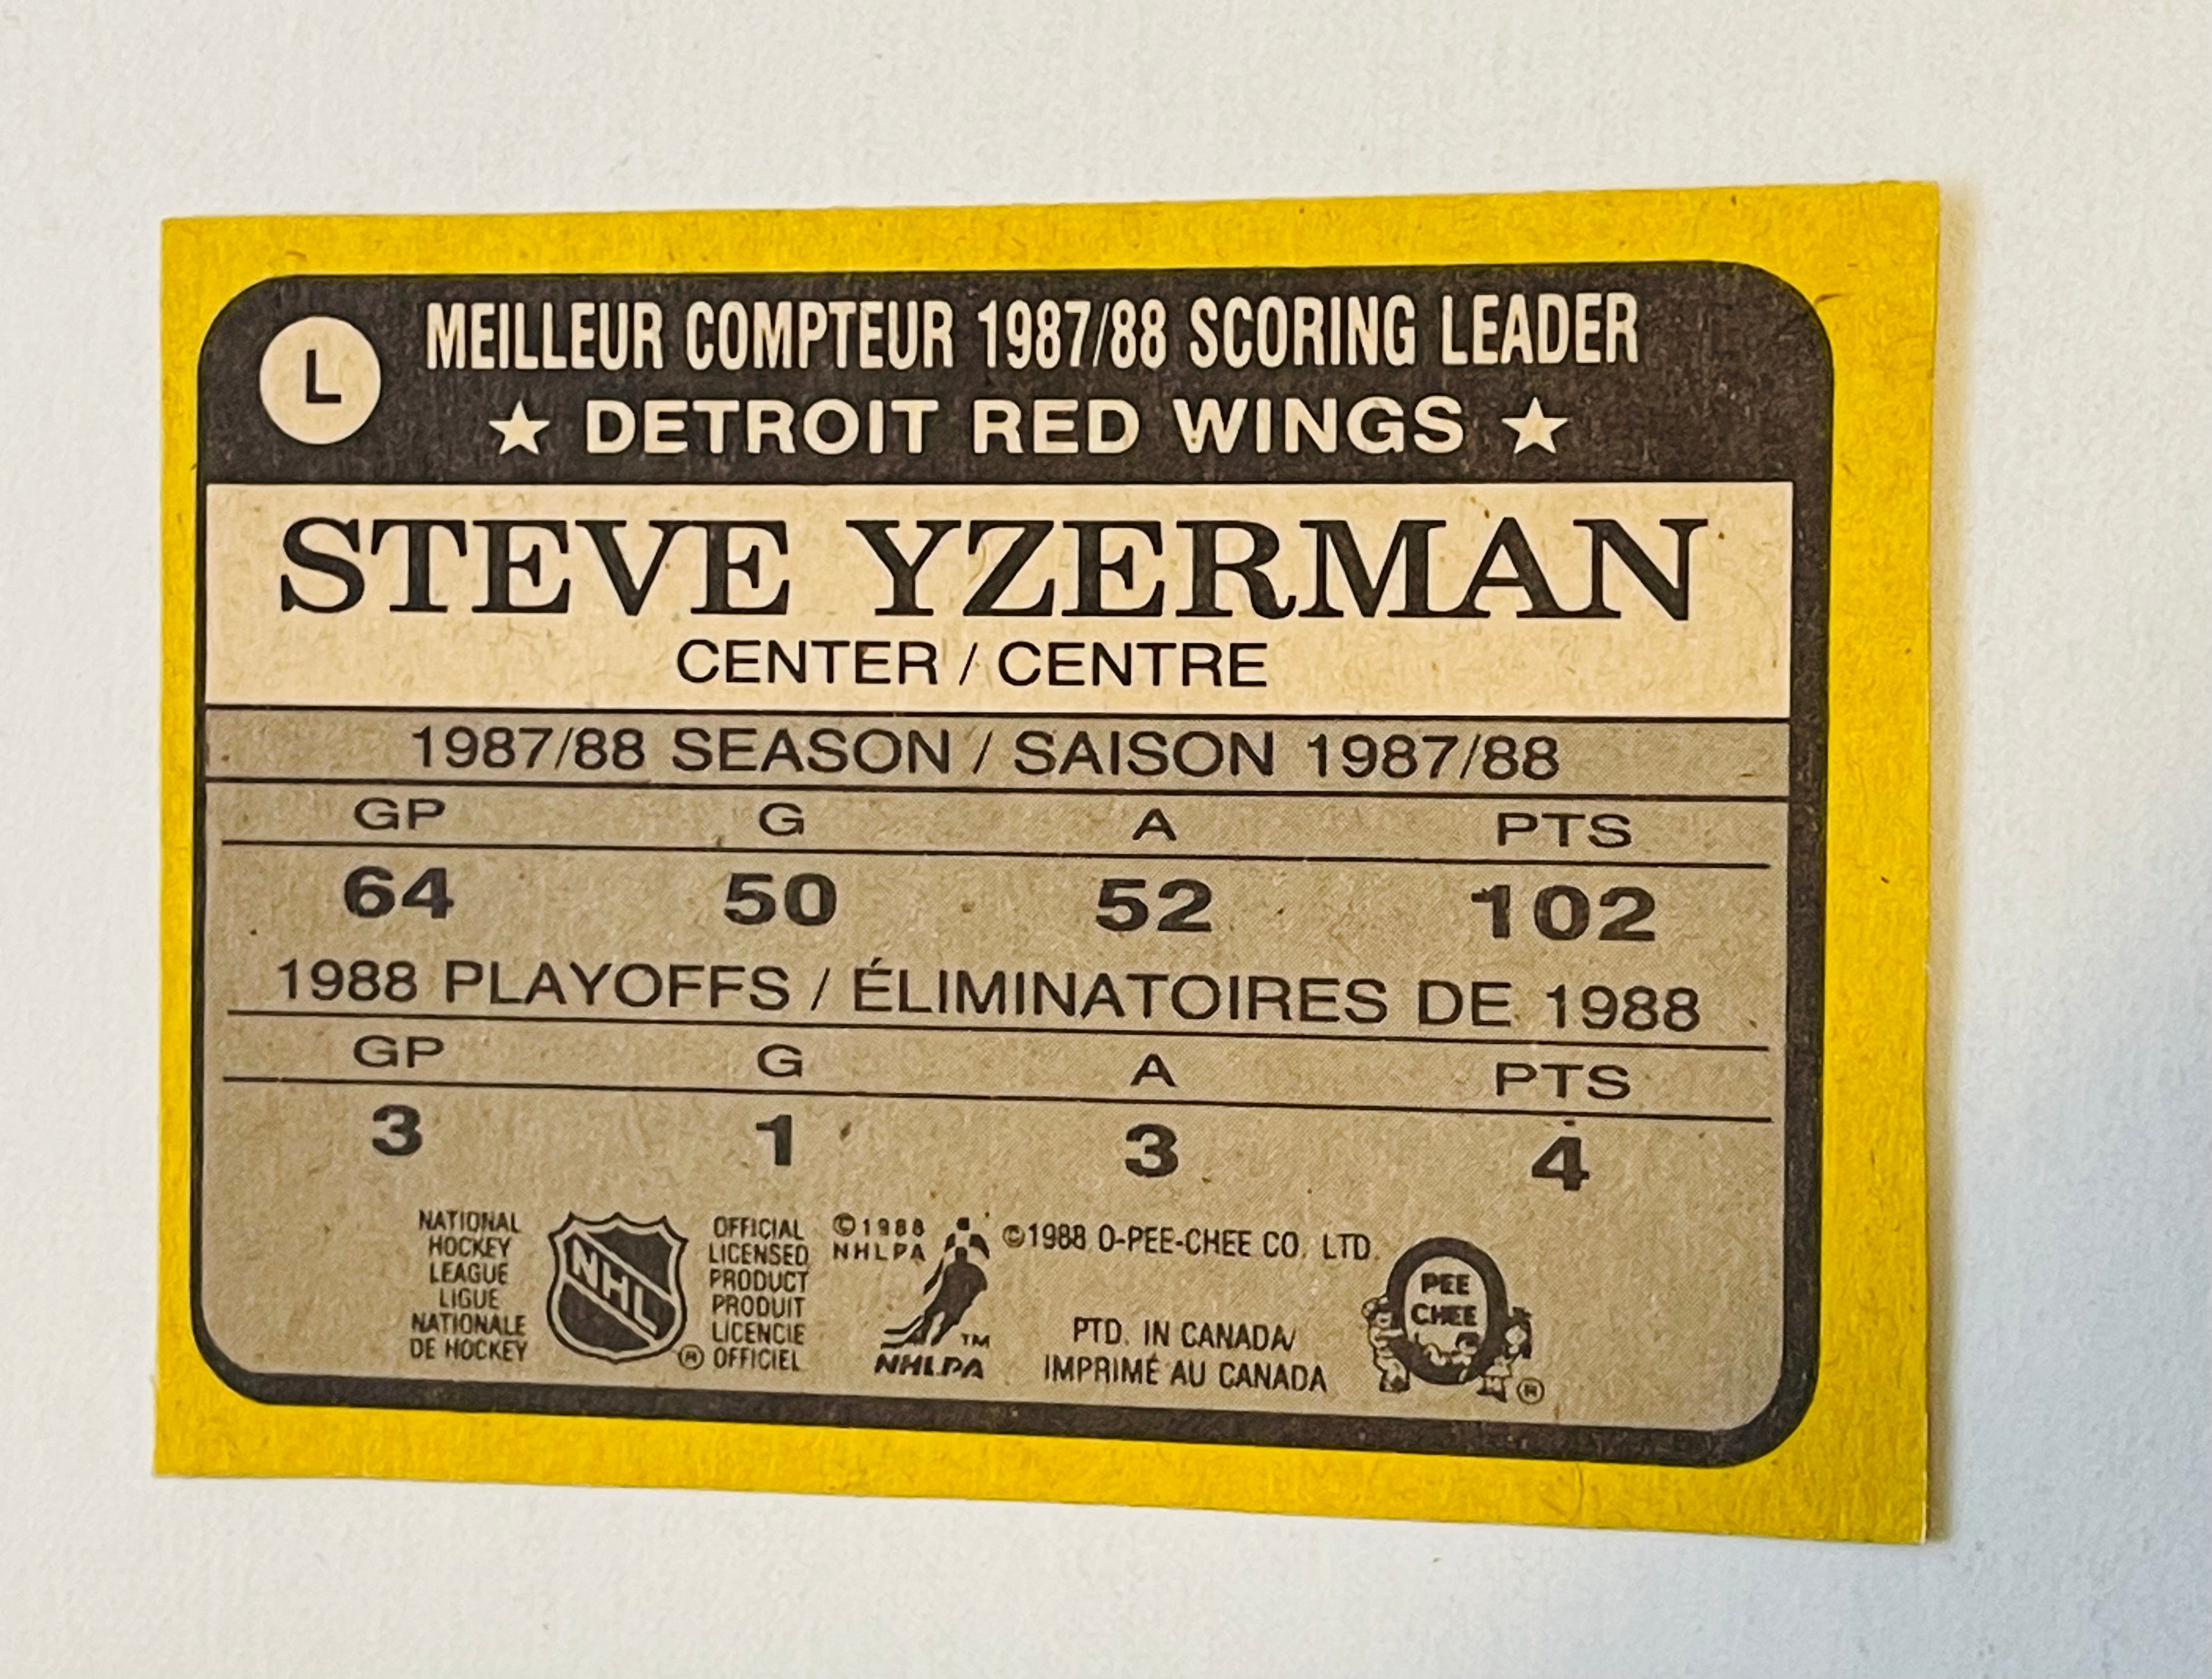 L
MEILLEUR COMPTEUR 1987/88 SCORING LEADER
★ DETROIT RED WINGS ★
STEVE YZERMAN
CENTER / CENTRE
1987/88 SEASON / SAISON 1987/88
GP G A PTS
64 50 52 102
1988 PLAYOFFS / ÉLIMINATOIRES DE 1988
GP G A PTS
3 1 3 4
NATIONAL
HOCKEY
LEAGUE
LIGUE
NATIONALE
DE HOCKEY
NHL
®
OFFICIAL
LICENSED
PRODUCT
PRODUIT
LICENCIE
OFFICIEL
©1988
NHLPA
™
NHLPA
©1988 O-PEE-CHEE CO. LTD.
PTD. IN CANADA/
IMPRIMÉ AU CANADA
PEE
CHEE
®